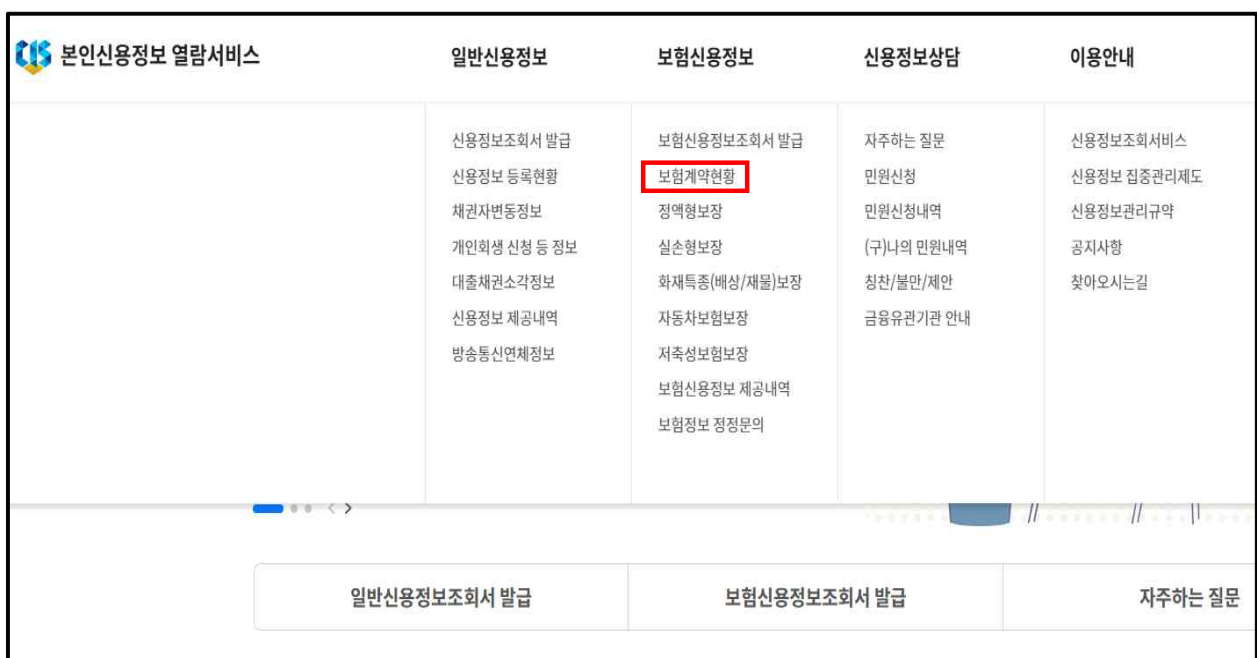 CIS 본인신용정보 열람서비스
일반신용정보
보험신용정보
신용정보상담
이용안내
신용정보조회서 발급
신용정보 등록현황
채권자변동정보
개인회생 신청 등 정보
대출채권소각정보
신용정보 제공내역
방송통신연체정보
보험신용정보조회서 발급
보험계약현황
정액형보장
실손형보장
화재특종(배상/재물)보장
자동차보험보장
저축성보험보장
보험신용정보 제공내역
보험정보 정정문의
자주하는 질문
민원신청
민원신청내역
(구)나의 민원내역
칭찬/불만/제안
금융유관기관 안내
신용정보조회서비스
신용정보 집중관리제도
신용정보관리규약
공지사항
찾아오시는길
일반신용정보조회서 발급
보험신용정보조회서 발급
자주하는 질문